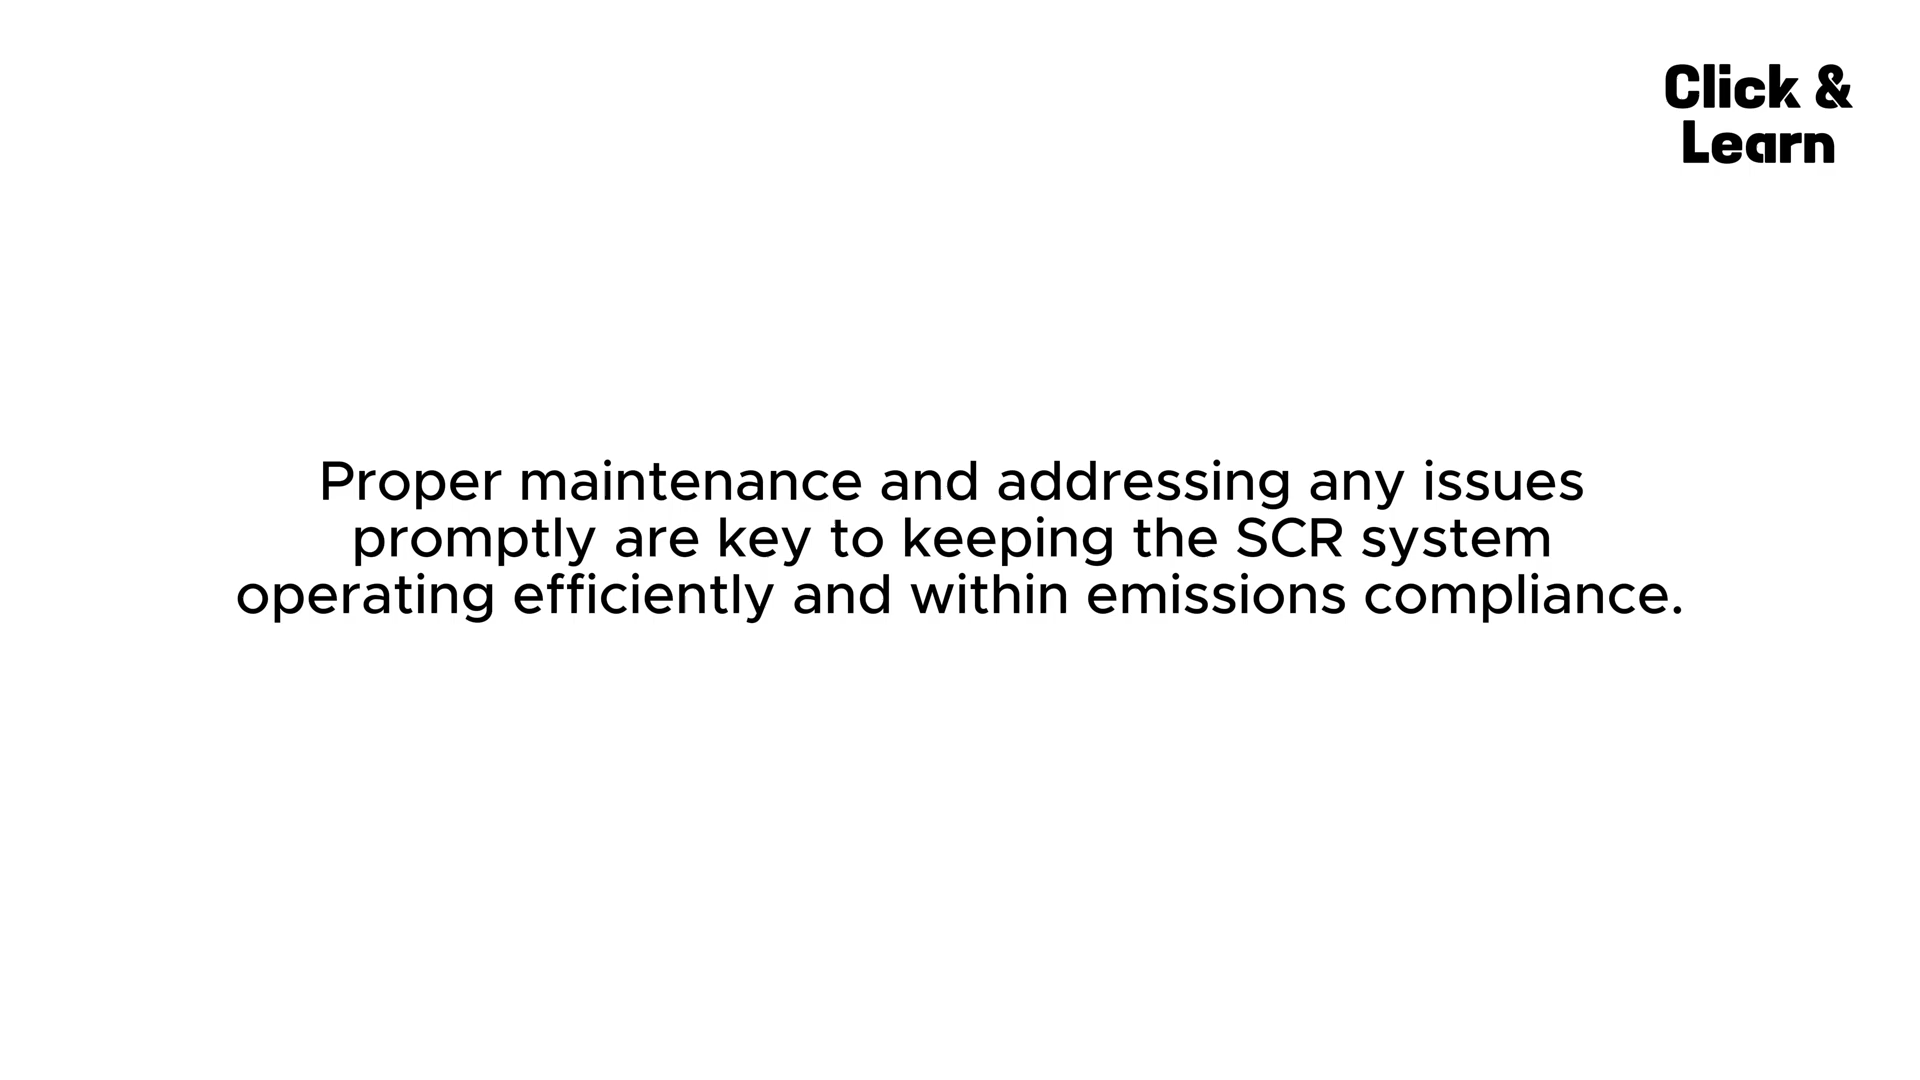 Click &
Learn
Proper maintenance and addressing any issues
promptly are key to keeping the SCR system
operating efficiently and within emissions compliance.